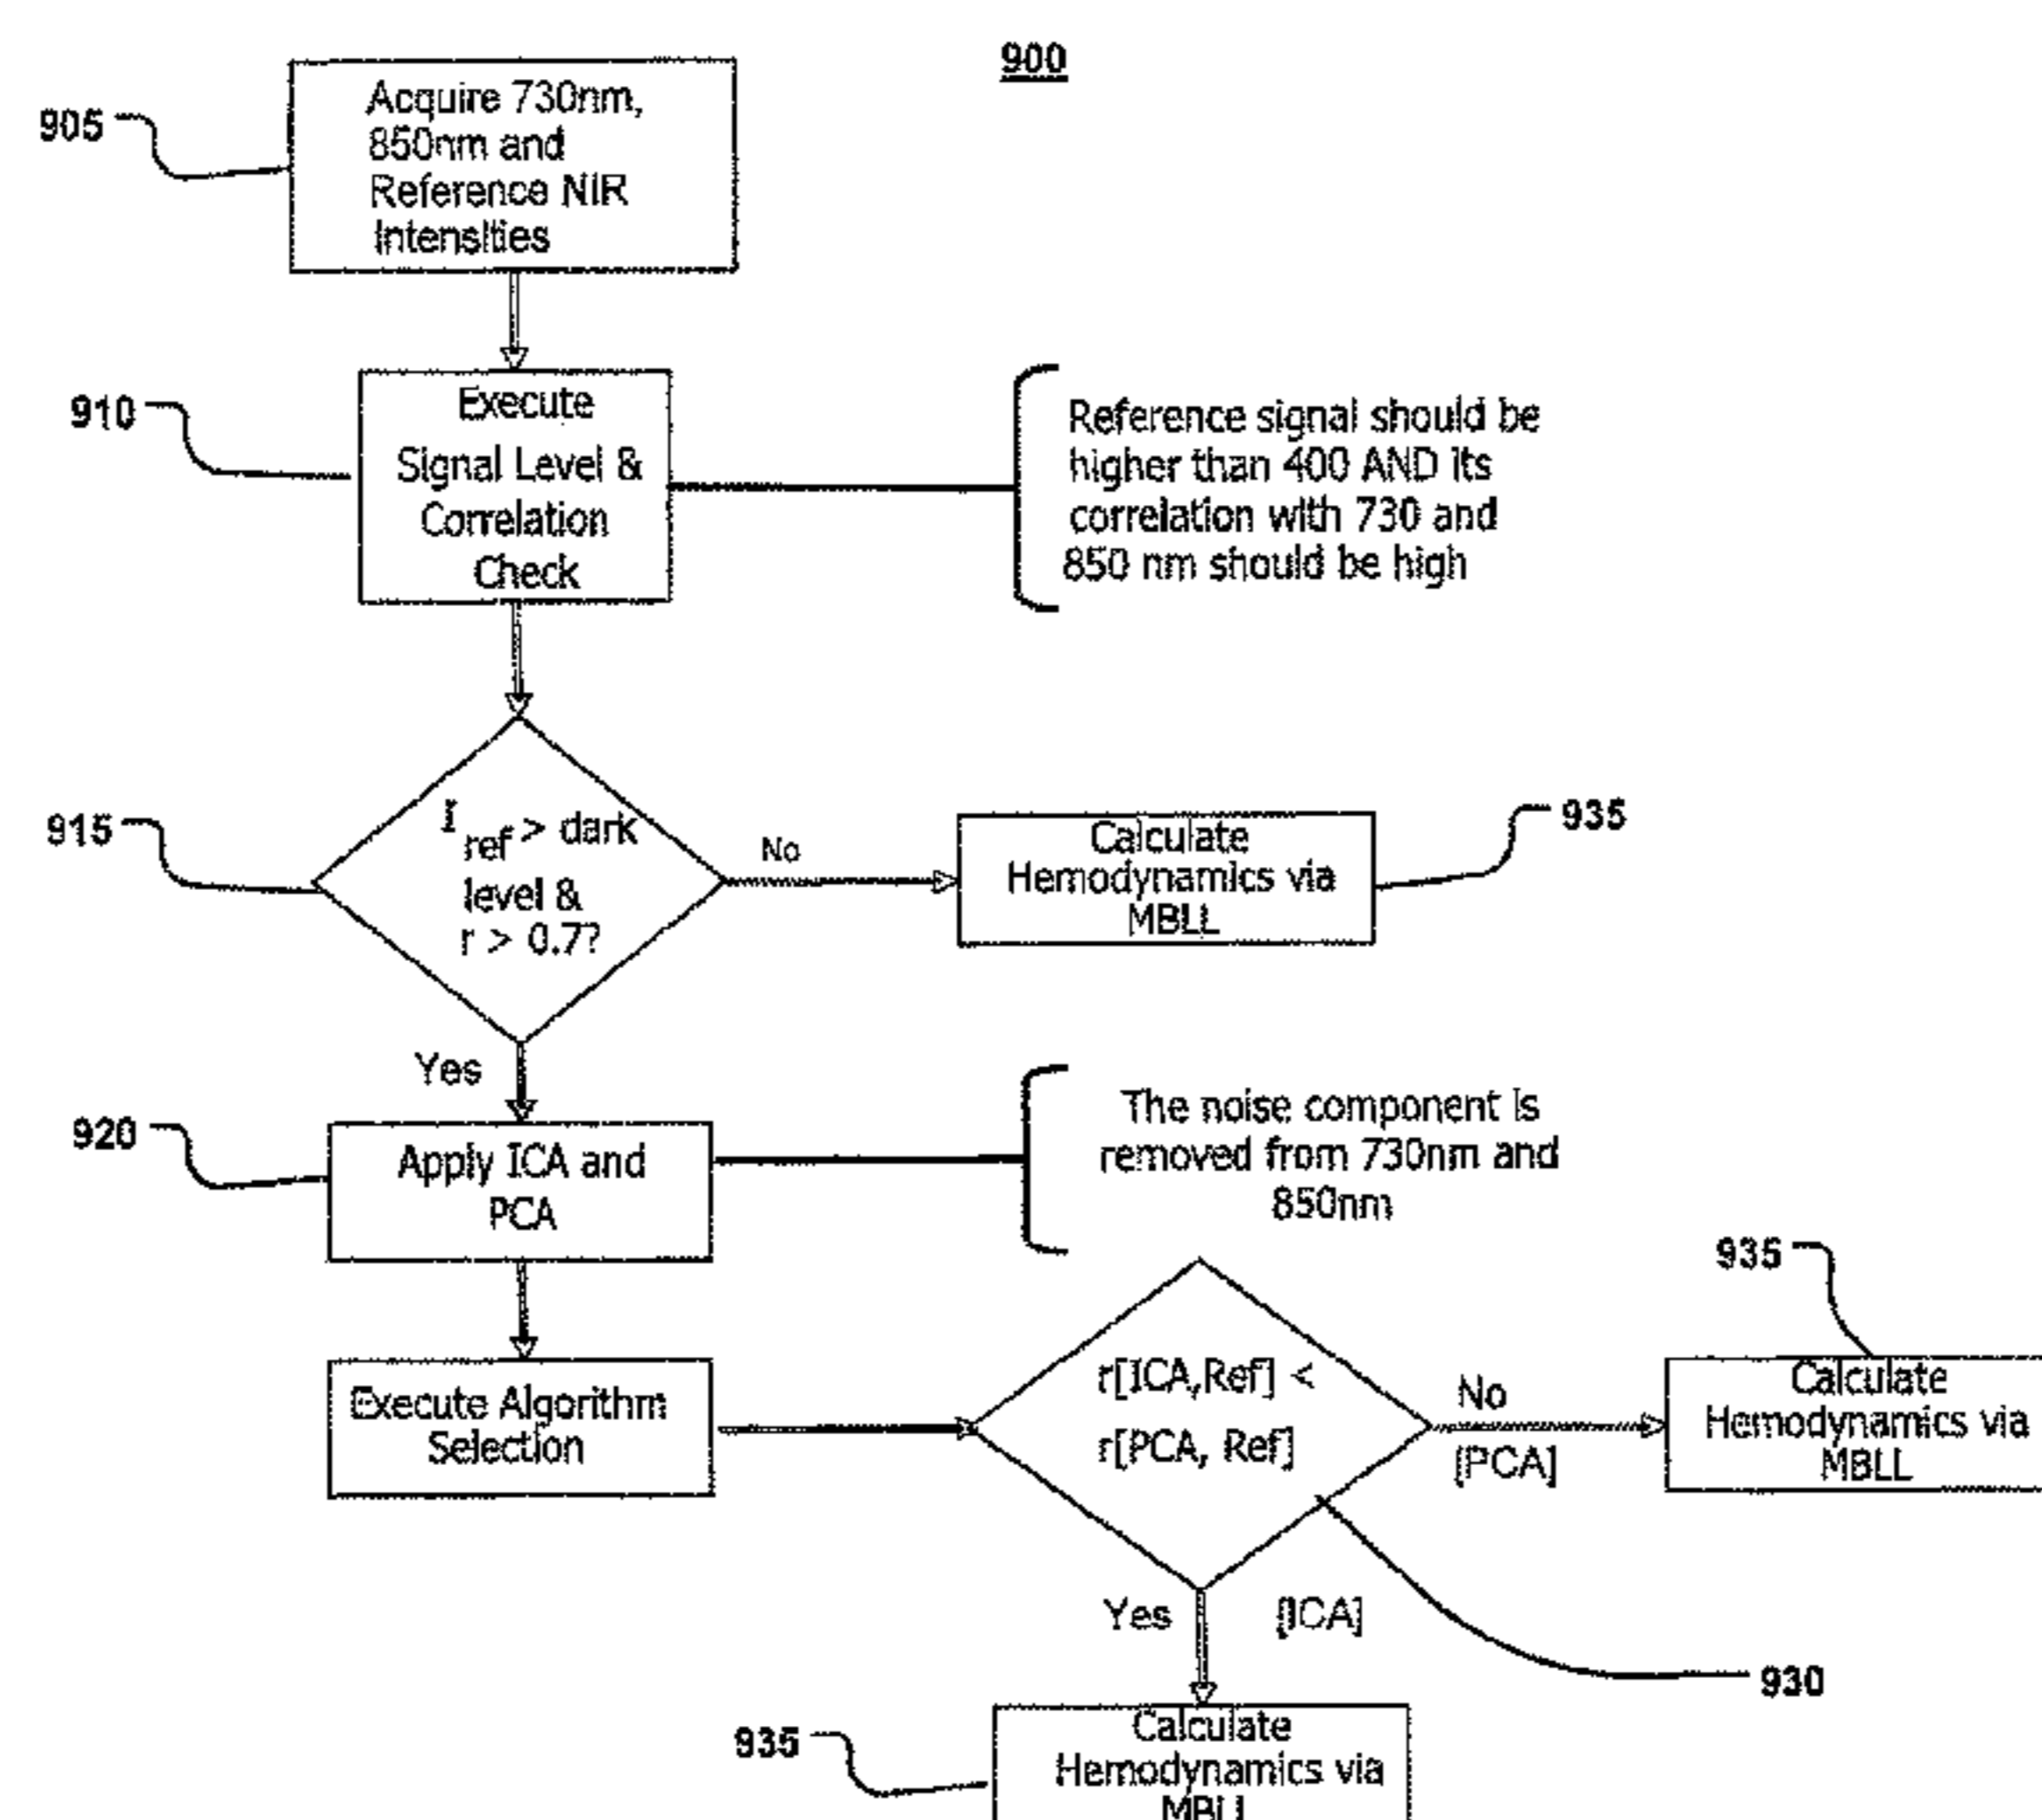 900
905
Acquire 730nm,
850nm and
Reference NIR
Intensities
910
Execute
Signal Level &
Correlation
Check
Reference signal should be
higher than 400 AND its
correlation with 730 and
850 nm should be high
915
I ref > dark
level &
r > 0.7?
No
Calculate
Hemodynamics via
MBLL
935
Yes
920
Apply ICA and
PCA
The noise component is
removed from 730nm and
850nm
Execute Algorithm
Selection
r[ICA,Ref] <
r[PCA, Ref]
No
[PCA]
935
Calculate
Hemodynamics via
MBLL
Yes
[ICA]
930
935
Calculate
Hemodynamics via
MBLL